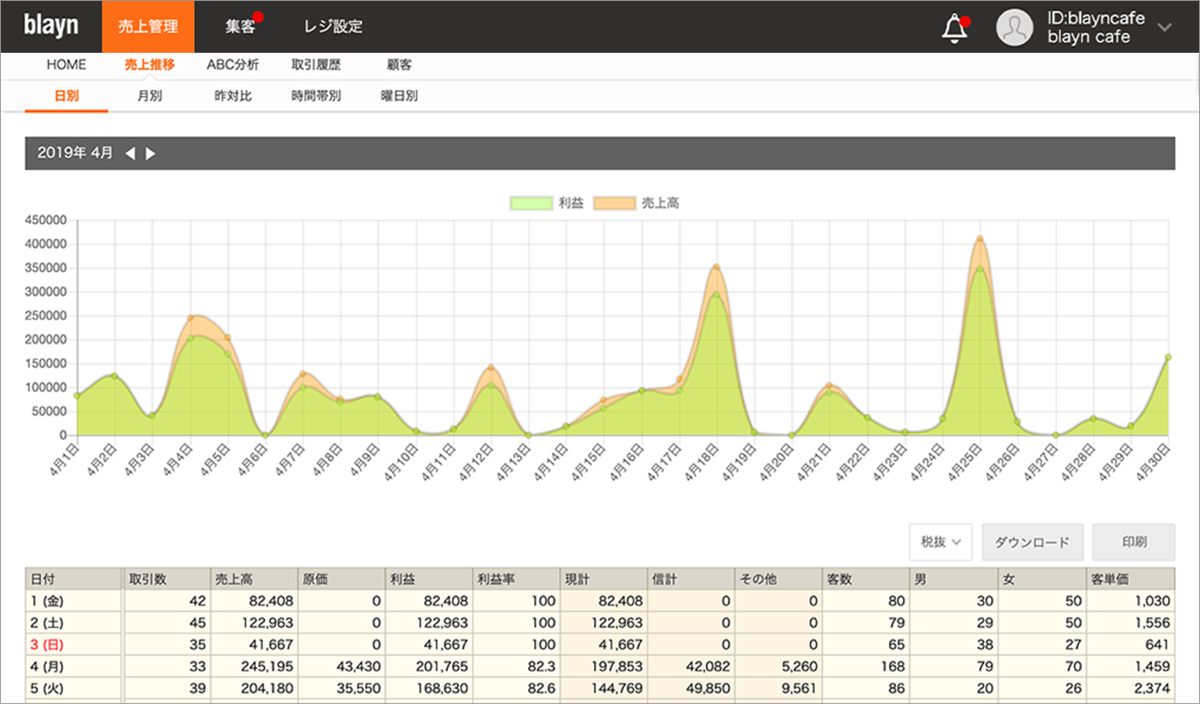 blayn 売上管理 集客 レジ設定 ID:blayncafe
blayn cafe
HOME 売上推移 ABC分析 取引履歴 顧客
日別 月別 昨対比 時間帯別 曜日別
2019年 4月
利益 売上高
450000
400000
350000
300000
250000
200000
150000
100000
50000
0
4月1日 4月2日 4月3日 4月4日 4月5日 4月6日 4月7日 4月8日 4月9日 4月10日 4月11日 4月12日 4月13日 4月14日 4月15日 4月16日 4月17日 4月18日 4月19日 4月20日 4月21日 4月22日 4月23日 4月24日 4月25日 4月26日 4月27日 4月28日 4月29日 4月30日
税抜 ダウンロード 印刷
日付 取引数 売上高 原価 利益 利益率 現計 信計 その他 客数 男 女 客単価
1 (金) 42 82,408 0 82,408 100 82,408 0 0 80 30 50 1,030
2 (土) 45 122,963 0 122,963 100 122,963 0 0 79 29 50 1,556
3 (日) 35 41,667 0 41,667 100 41,667 0 0 65 38 27 641
4 (月) 33 245,195 43,430 201,765 82.3 197,853 42,082 5,260 168 79 70 1,459
5 (火) 39 204,180 35,550 168,630 82.6 144,769 49,850 9,561 86 20 26 2,374